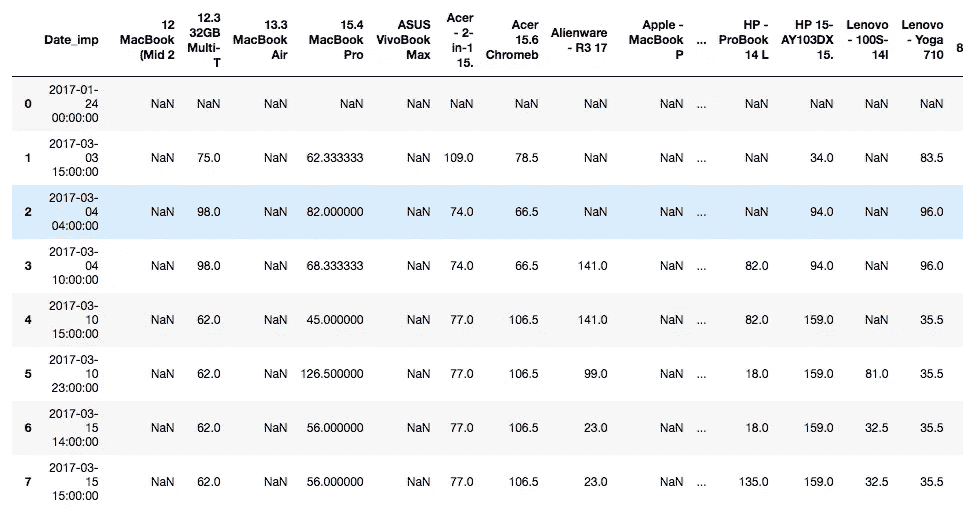 Date_imp
12
MacBook
(Mid 2
12.3
32GB
Multi-
T
13.3
MacBook
Air
15.4
MacBook
Pro
ASUS
VivoBook
Max
Acer
- 2-
in-1
15.
Acer
15.6
Chromeb
Alienware
- R3 17
Apple -
MacBook
P
...
HP -
ProBook
14 L
HP 15-
AY103DX
15.
Lenovo
- 100S-
14I
Lenovo
- Yoga
710
8
2017-01-
0 24 NaN NaN NaN NaN NaN NaN NaN NaN NaN ... NaN NaN NaN NaN
00:00:00
2017-03-
1 03 NaN 75.0 NaN 62.333333 NaN 109.0 78.5 NaN NaN ... NaN 34.0 NaN 83.5
15:00:00
2017-03-
2 04 NaN 98.0 NaN 82.000000 NaN 74.0 66.5 NaN NaN ... NaN 94.0 NaN 96.0
04:00:00
2017-03-
3 04 NaN 98.0 NaN 68.333333 NaN 74.0 66.5 141.0 NaN ... 82.0 94.0 NaN 96.0
10:00:00
2017-03-
4 10 NaN 62.0 NaN 45.000000 NaN 77.0 106.5 141.0 NaN ... 82.0 159.0 NaN 35.5
15:00:00
2017-03-
5 10 NaN 62.0 NaN 126.500000 NaN 77.0 106.5 99.0 NaN ... 18.0 159.0 81.0 35.5
23:00:00
2017-03-
6 15 NaN 62.0 NaN 56.000000 NaN 77.0 106.5 23.0 NaN ... 18.0 159.0 32.5 35.5
14:00:00
2017-03-
7 15 NaN 62.0 NaN 56.000000 NaN 77.0 106.5 23.0 NaN ... 135.0 159.0 32.5 35.5
15:00:00